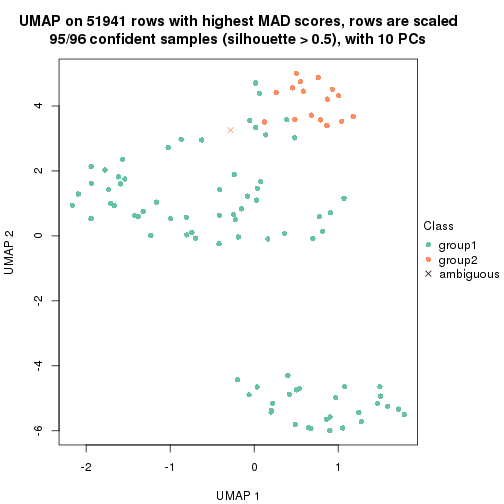 UMAP on 51941 rows with highest MAD scores, rows are scaled
95/96 confident samples (silhouette > 0.5), with 10 PCs
4
2
0
-2
-4
-6
UMAP 2
-2
-1
0
1
UMAP 1
Class
group1
group2
ambiguous